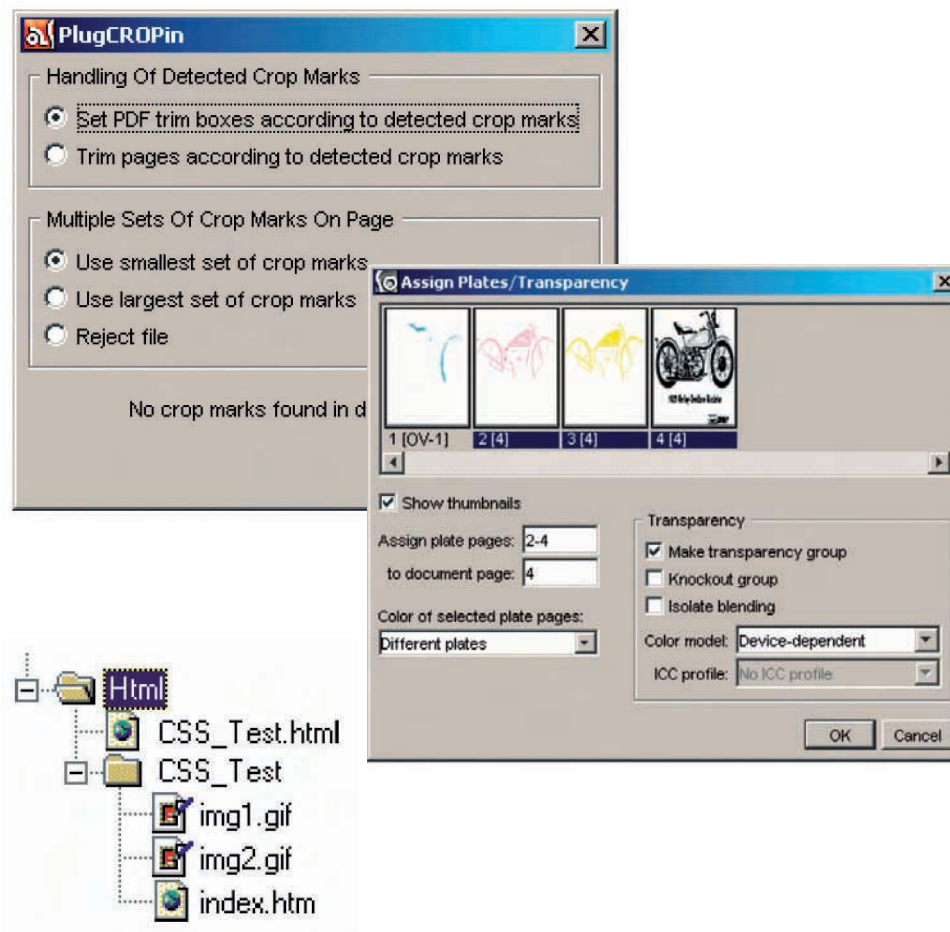 PlugCROPin
Handling Of Detected Crop Marks
Set PDF trim boxes according to detected crop marks
Trim pages according to detected crop marks
Multiple Sets Of Crop Marks On Page
Use smallest set of crop marks
Use largest set of crop marks
Reject file
No crop marks found in d
Assign Plates/Transparency
1 [OV-1] 2 [4] 3 [4] 4 [4]
Show thumbnails
Assign plate pages: 2-4
to document page: 4
Color of selected plate pages:
Different plates
Transparency
Make transparency group
Knockout group
Isolate blending
Color model: Device-dependent
ICC profile: No ICC profile
OK Cancel
Html
CSS_Test.html
CSS_Test
img1.gif
img2.gif
index.htm